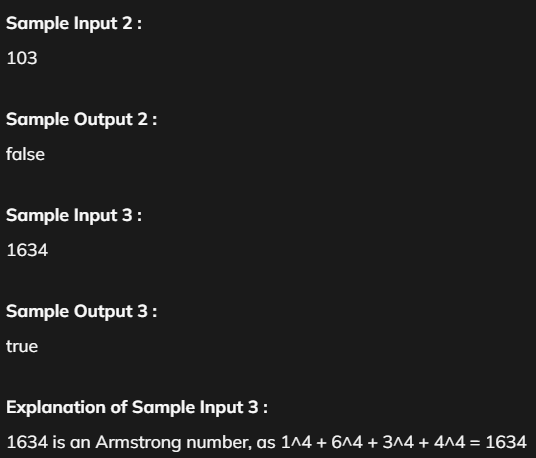 Sample Input 2 :
103
Sample Output 2 :
false
Sample Input 3 :
1634
Sample Output 3 :
true
Explanation of Sample Input 3 :
1634 is an Armstrong number, as 1^4 + 6^4 + 3^4 + 4^4 = 1634